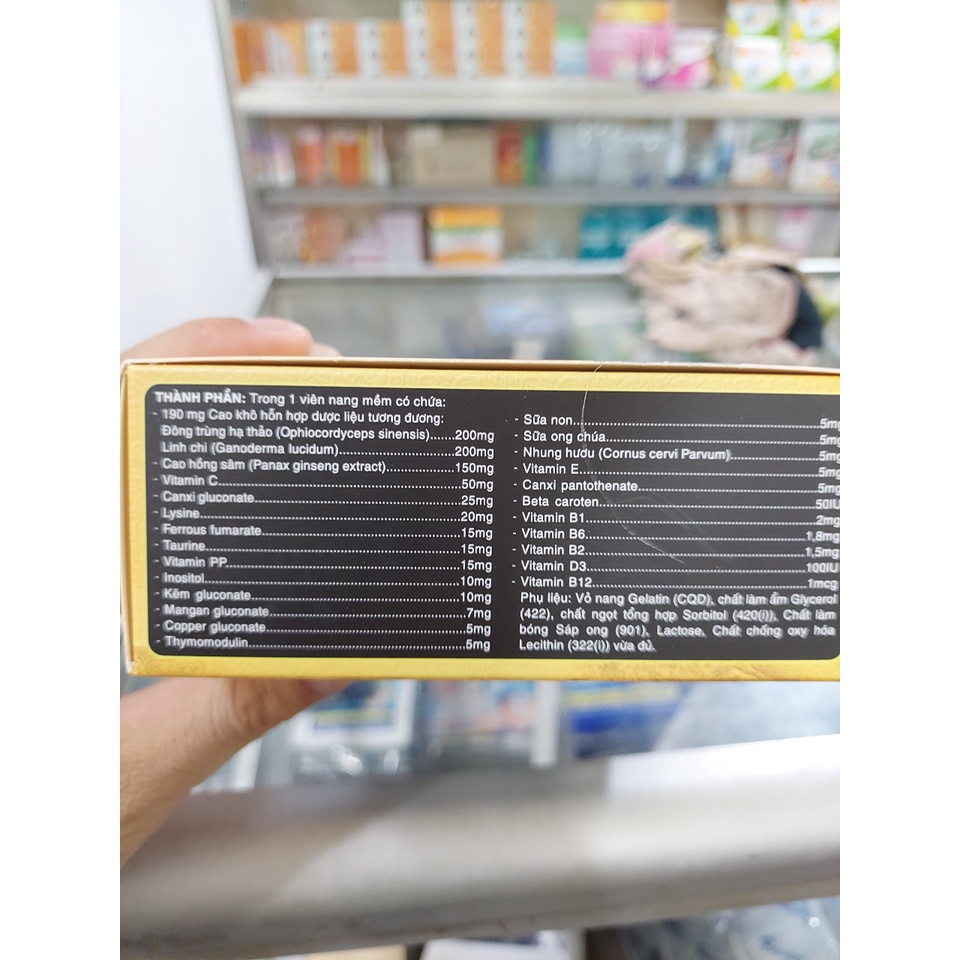 THÀNH PHẦN: Trong 1 viên nang mềm có chứa:
- 190 mg Cao khô hỗn hợp dược liệu tương đương:
Đông trùng hạ thảo (Ophiocordyceps sinensis)......200mg
Linh chi (Ganoderma lucidum)......200mg
- Cao hồng sâm (Panax ginseng extract)......150mg
- Vitamin C......50mg
- Canxi gluconate......25mg
- Lysine......20mg
- Ferrous fumarate......15mg
- Taurine......15mg
- Vitamin PP......15mg
- Inositol......10mg
- Kẽm gluconate......10mg
- Mangan gluconate......7mg
- Copper gluconate......5mg
- Thymomodulin......5mg
- Sữa non......5mg
- Sữa ong chúa......5mg
- Nhung hươu (Cornus cervi Parvum)......5mg
- Vitamin E......5mg
- Canxi pantothenate......5mg
- Beta caroten......50IU
- Vitamin B1......2mg
- Vitamin B6......1,8mg
- Vitamin B2......1,5mg
- Vitamin D3......100IU
- Vitamin B12......1mcg
Phụ liệu: Vỏ nang Gelatin (CQD), chất làm ẩm Glycerol
(422), chất ngọt tổng hợp Sorbitol (420(i)), Chất làm
bóng Sáp ong (901), Lactose, Chất chống oxy hóa
Lecithin (322(i)) vừa đủ.